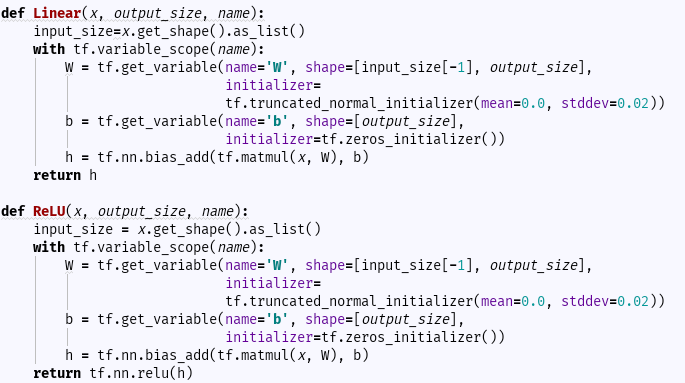 def Linear(x, output_size, name):
    input_size=x.get_shape().as_list()
    with tf.variable_scope(name):
        W = tf.get_variable(name='W', shape=[input_size[-1], output_size],
                            initializer=
                            tf.truncated_normal_initializer(mean=0.0, stddev=0.02))
        b = tf.get_variable(name='b', shape=[output_size],
                            initializer=tf.zeros_initializer())
        h = tf.nn.bias_add(tf.matmul(x, W), b)
    return h

def ReLU(x, output_size, name):
    input_size = x.get_shape().as_list()
    with tf.variable_scope(name):
        W = tf.get_variable(name='W', shape=[input_size[-1], output_size],
                            initializer=
                            tf.truncated_normal_initializer(mean=0.0, stddev=0.02))
        b = tf.get_variable(name='b', shape=[output_size],
                            initializer=tf.zeros_initializer())
        h = tf.nn.bias_add(tf.matmul(x, W), b)
    return tf.nn.relu(h)